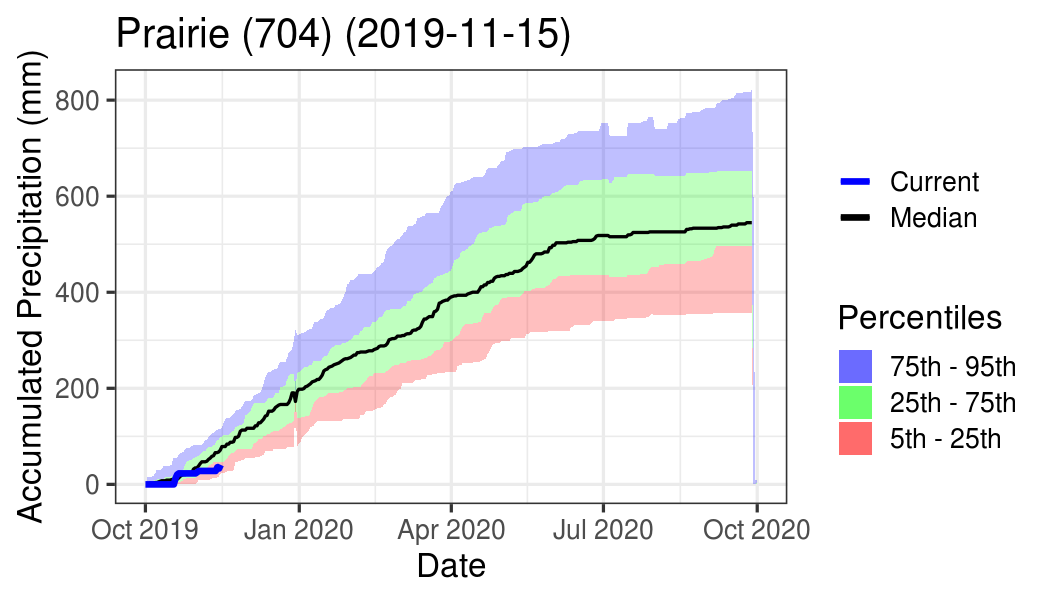 Prairie (704) (2019-11-15)
Accumulated Precipitation (mm)
800
600
400
200
0
Oct 2019
Jan 2020
Apr 2020
Jul 2020
Oct 2020
Date
Current
Median
Percentiles
75th - 95th
25th - 75th
5th - 25th